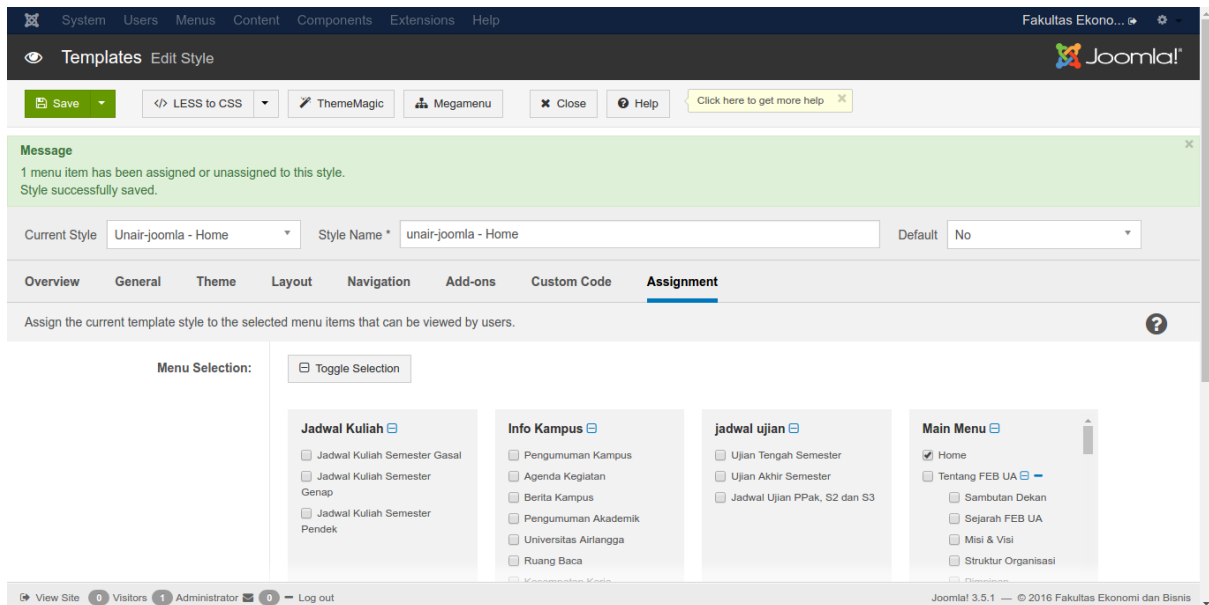 System Users Menus Content Components Extensions Help Fakultas Ekono...
Templates Edit Style Joomla!
Save LESS to CSS ThemeMagic Megamenu Close Help Click here to get more help
Message
1 menu item has been assigned or unassigned to this style.
Style successfully saved.
Current Style Unair-joomla - Home Style Name * unair-joomla - Home Default No
Overview General Theme Layout Navigation Add-ons Custom Code Assignment
Assign the current template style to the selected menu items that can be viewed by users.
Menu Selection: Toggle Selection
Jadwal Kuliah
Jadwal Kuliah Semester Gasal
Jadwal Kuliah Semester
Genap
Jadwal Kuliah Semester
Pendek
Info Kampus
Pengumuman Kampus
Agenda Kegiatan
Berita Kampus
Pengumuman Akademik
Universitas Airlangga
Ruang Baca
Kesempatan Kerja
jadwal ujian
Ujian Tengah Semester
Ujian Akhir Semester
Jadwal Ujian PPak, S2 dan S3
Main Menu
Home
Tentang FEB UA
Sambutan Dekan
Sejarah FEB UA
Misi & Visi
Struktur Organisasi
Pimpinan
View Site 0 Visitors 1 Administrator 0 Log out Joomla! 3.5.1 — © 2016 Fakultas Ekonomi dan Bisnis